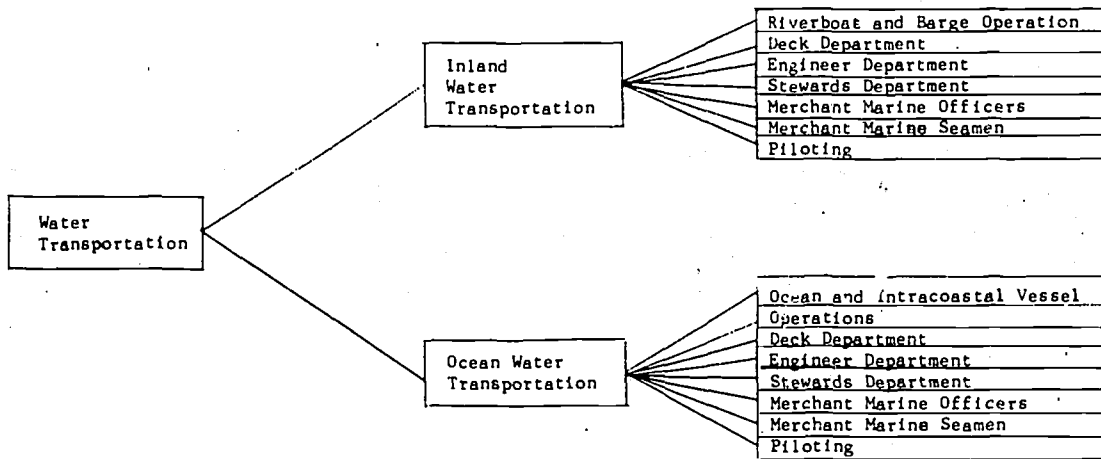 Riverboat and Barge Operation
Deck Department
Engineer Department
Stewards Department
Merchant Marine Officers
Merchant Marine Seamen
Piloting
Inland
Water
Transportation
Water
Transportation
Ocean Water
Transportation
Ocean and Intracoastal Vessel
Operations
Deck Department
Engineer Department
Stewards Department
Merchant Marine Officers
Merchant Marine Seamen
Piloting